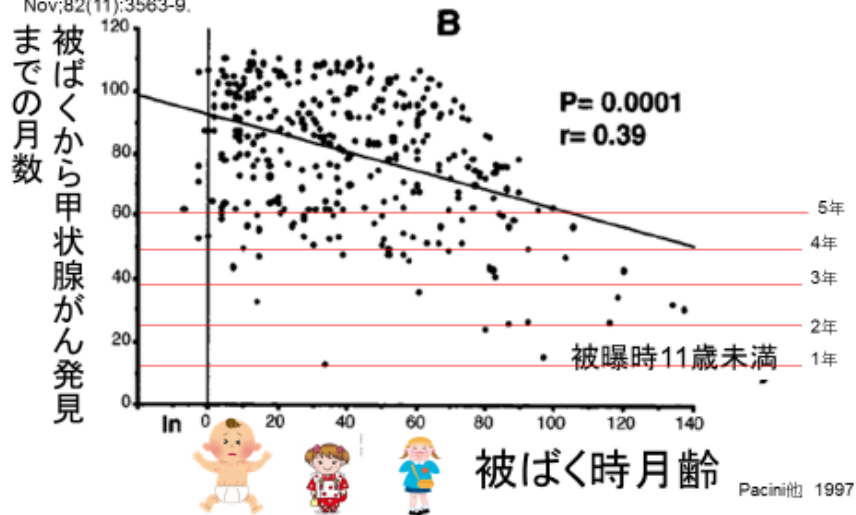 Nov;82(11):3563-9.
B
被ばくから甲状腺がん発見
までの月数
120
100
80
60
40
20
0
P= 0.0001
r= 0.39
5年
4年
3年
2年
1年
被曝時11歳未満
In 0 20 40 60 80 100 120 140
被ばく時月齢
Pacini他 1997